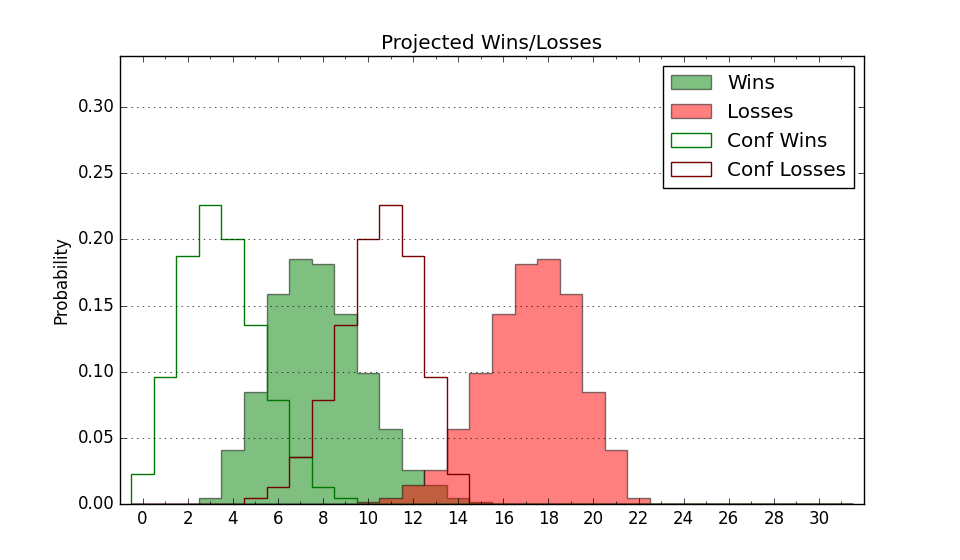 Projected Wins/Losses
Wins
Losses
Conf Wins
Conf Losses
Probability
0.30
0.25
0.20
0.15
0.10
0.05
0.00
0 2 4 6 8 10 12 14 16 18 20 22 24 26 28 30